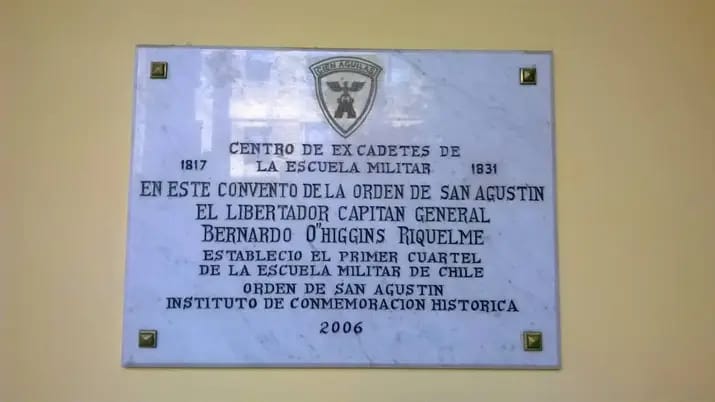 CIEN AGUILAS
CENTRO DE EX CADETES DE
1817 LA ESCUELA MILITAR 1831
EN ESTE CONVENTO DE LA ORDEN DE SAN AGUSTIN
EL LIBERTADOR CAPITAN GENERAL
BERNARDO O"HIGGINS RIQUELME
ESTABLECIO EL PRIMER CUARTEL
DE LA ESCUELA MILITAR DE CHILE
ORDEN DE SAN AGUSTIN
INSTITUTO DE CONMEMORACION HISTORICA
2006